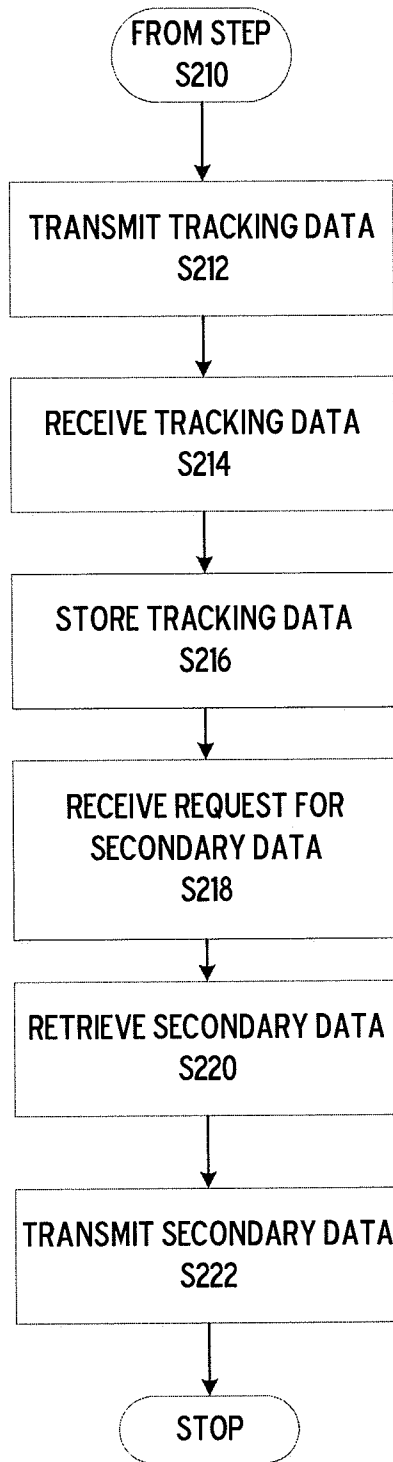 FROM STEP
S210
TRANSMIT TRACKING DATA
S212
RECEIVE TRACKING DATA
S214
STORE TRACKING DATA
S216
RECEIVE REQUEST FOR
SECONDARY DATA
S218
RETRIEVE SECONDARY DATA
S220
TRANSMIT SECONDARY DATA
S222
STOP